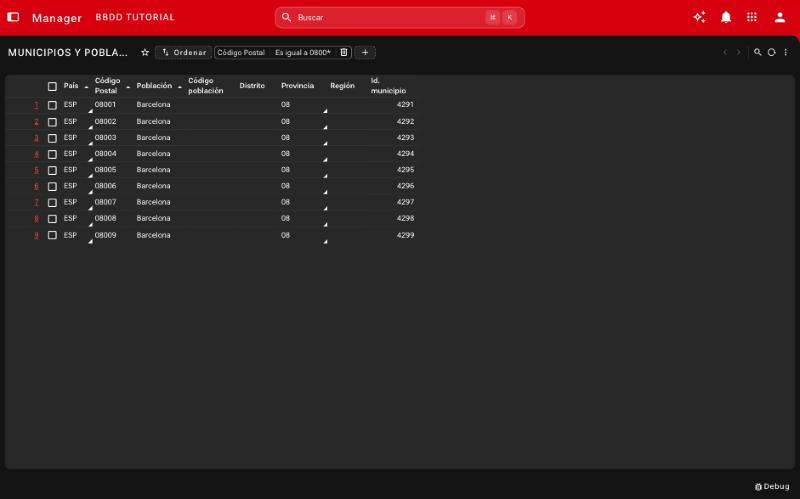 Manager BBDD TUTORIAL Buscar ⌘ K
MUNICIPIOS Y POBLA... Ordenar Código Postal Es igual a 0800* +
País Código Postal Población Código población Distrito Provincia Región Id. municipio
1 ESP 08001 Barcelona 08 4291
2 ESP 08002 Barcelona 08 4292
3 ESP 08003 Barcelona 08 4293
4 ESP 08004 Barcelona 08 4294
5 ESP 08005 Barcelona 08 4295
6 ESP 08006 Barcelona 08 4296
7 ESP 08007 Barcelona 08 4297
8 ESP 08008 Barcelona 08 4298
9 ESP 08009 Barcelona 08 4299
Debug